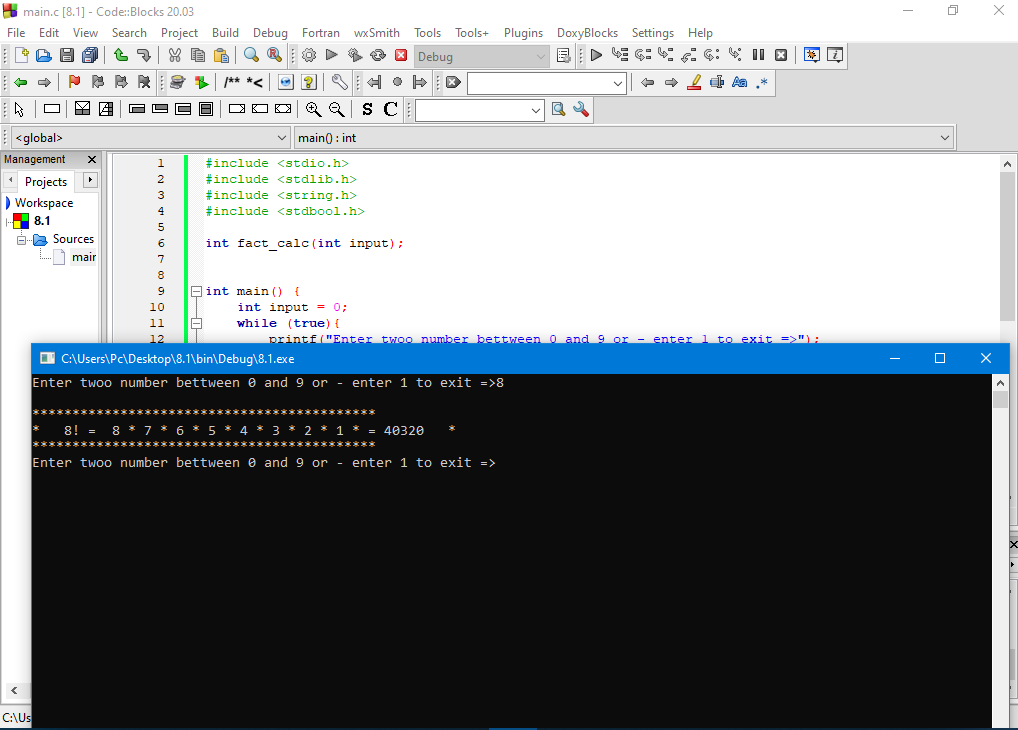 main.c [8.1] - Code::Blocks 20.03
File Edit View Search Project Build Debug Fortran wxSmith Tools Tools+ Plugins DoxyBlocks Settings Help
Debug
/** *<
Aa .*
S C
<global> main() : int
Management
Projects
Workspace
8.1
Sources
mair
1 #include <stdio.h>
2 #include <stdlib.h>
3 #include <string.h>
4 #include <stdbool.h>
5
6 int fact_calc(int input);
7
8
9 int main() {
10 int input = 0;
11 while (true){
12 printf("Enter twoo number bettween 0 and 9 or - enter 1 to exit =>");
C:\Users\Pc\Desktop\8.1\bin\Debug\8.1.exe
Enter twoo number bettween 0 and 9 or - enter 1 to exit =>8
*******************************************
* 8! = 8 * 7 * 6 * 5 * 4 * 3 * 2 * 1 * = 40320 *
*******************************************
Enter twoo number bettween 0 and 9 or - enter 1 to exit =>
C:\Us